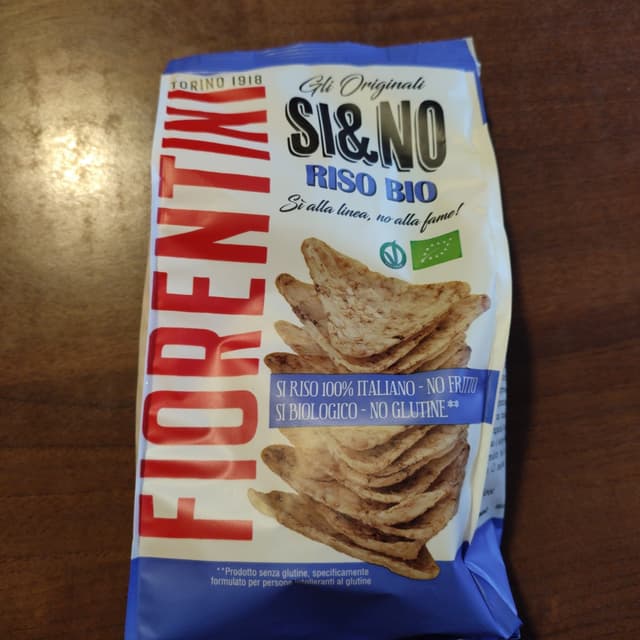 TORINO 1918
FIORENTINI
Gli Originali
SI&NO
RISO BIO
Sì alla linea, no alla fame!
SI RISO 100% ITALIANO - NO FRITTO
SI BIOLOGICO - NO GLUTINE**
**Prodotto senza glutine, specificamente
formulato per persone intolleranti al glutine